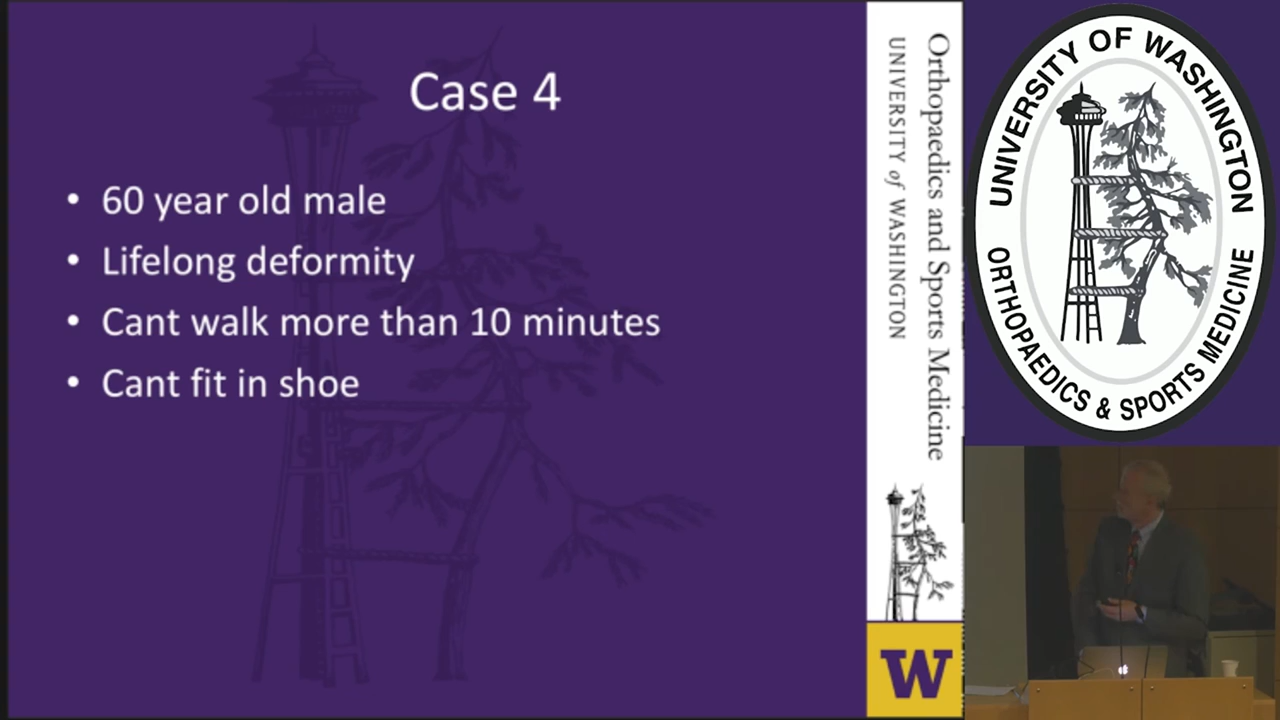 Case 4
• 60 year old male
• Lifelong deformity
• Cant walk more than 10 minutes
• Cant fit in shoe
Orthopaedics and Sports Medicine
UNIVERSITY of WASHINGTON
W
UNIVERSITY OF WASHINGTON
ORTHOPAEDICS & SPORTS MEDICINE